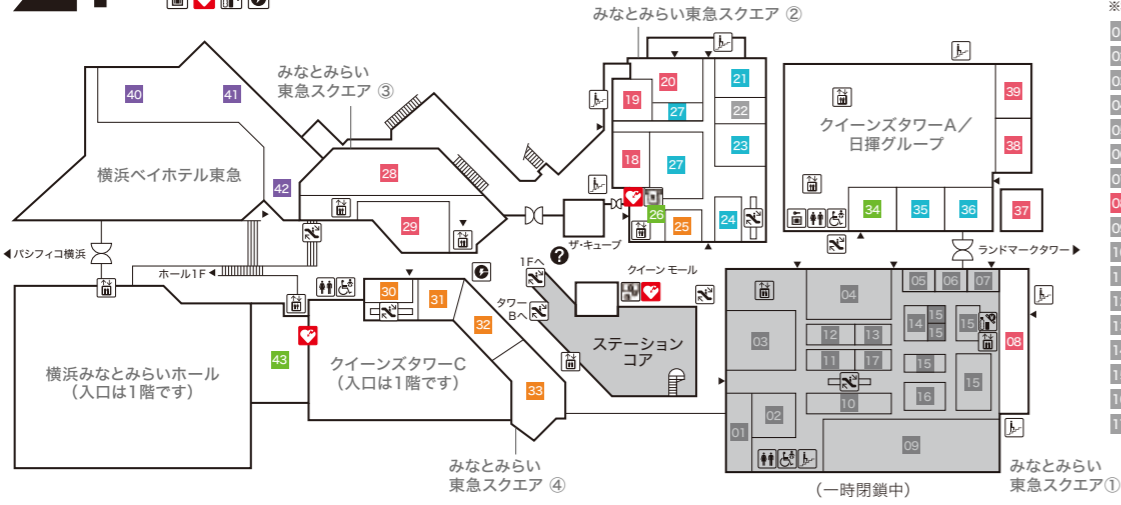 みなとみらい東急スクエア ②
みなとみらい
東急スクエア ③
40
41
横浜ベイホテル東急
42
28
29
20
21
19
27
22
23
18
27
26
25
24
ザ・キューブ
クイーンズタワーA/
日揮グループ
39
38
37
34
35
36
ランドマークタワー▶
◀パシフィコ横浜
ホール1F◀
1Fへ
?
クイーン モール
タワー
Bへ
ステーション
コア
30
31
32
33
クイーンズタワーC
(入口は1階です)
43
横浜みなとみらいホール
(入口は1階です)
みなとみらい
東急スクエア ④
04
05
06
07
03
12
13
14
15
15
15
11
17
15
15
08
02
10
16
01
09
(一時閉鎖中)
みなとみらい
東急スクエア①
※